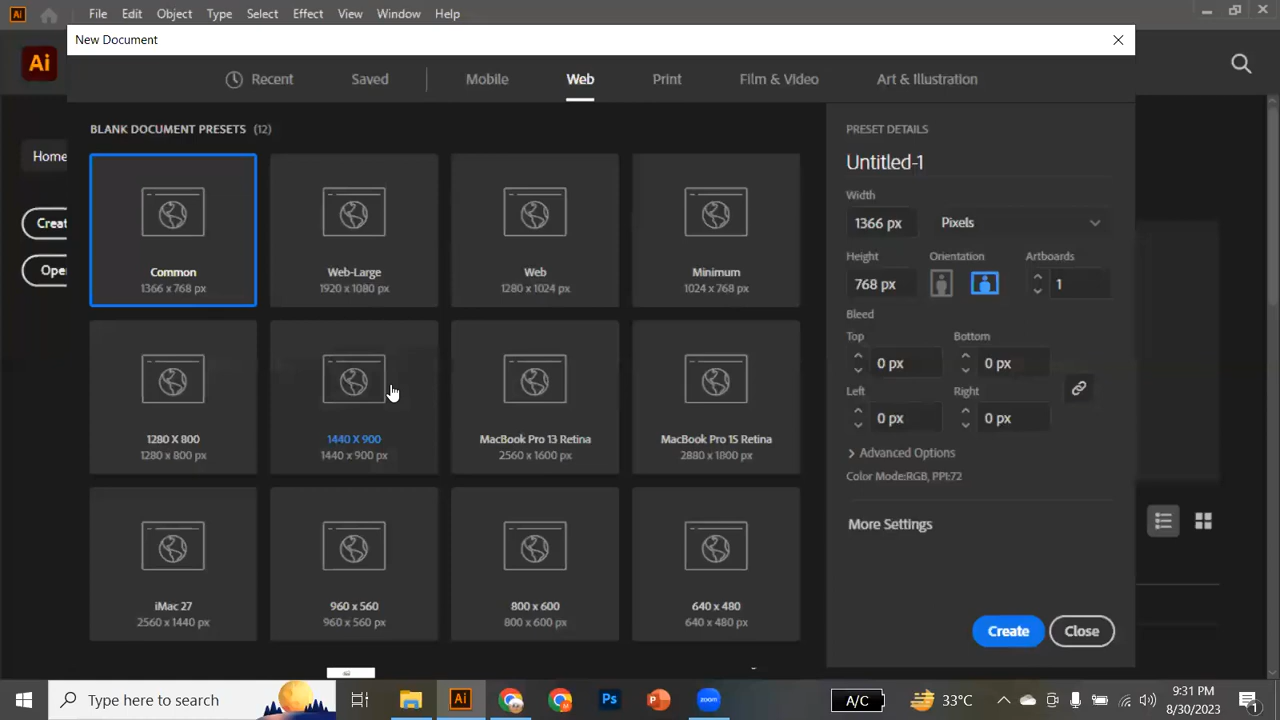 Ai
File Edit Object Type Select Effect View Window Help
New Document
Ai
Recent Saved Mobile Web Print Film & Video Art & Illustration
BLANK DOCUMENT PRESETS (12)
PRESET DETAILS
Home
Untitled-1
Width
Creat
1366 px Pixels
Height Orientation Artboards
Ope
768 px 1
Common
1366 x 768 px
Web-Large
1920 x 1080 px
Web
1280 x 1024 px
Minimum
1024 x 768 px
Bleed
Top Bottom
0 px 0 px
Left Right
0 px 0 px
1280 X 800
1280 x 800 px
1440 X 900
1440 x 900 px
MacBook Pro 13 Retina
2560 x 1600 px
MacBook Pro 15 Retina
2880 x 1800 px
Advanced Options
Color Mode:RGB, PPI:72
More Settings
iMac 27
2560 x 1440 px
960 x 560
960 x 560 px
800 x 600
800 x 600 px
640 x 480
640 x 480 px
Create Close
Type here to search
Ai
Ps
zoom
A/C
33°C
9:31 PM
8/30/2023
1